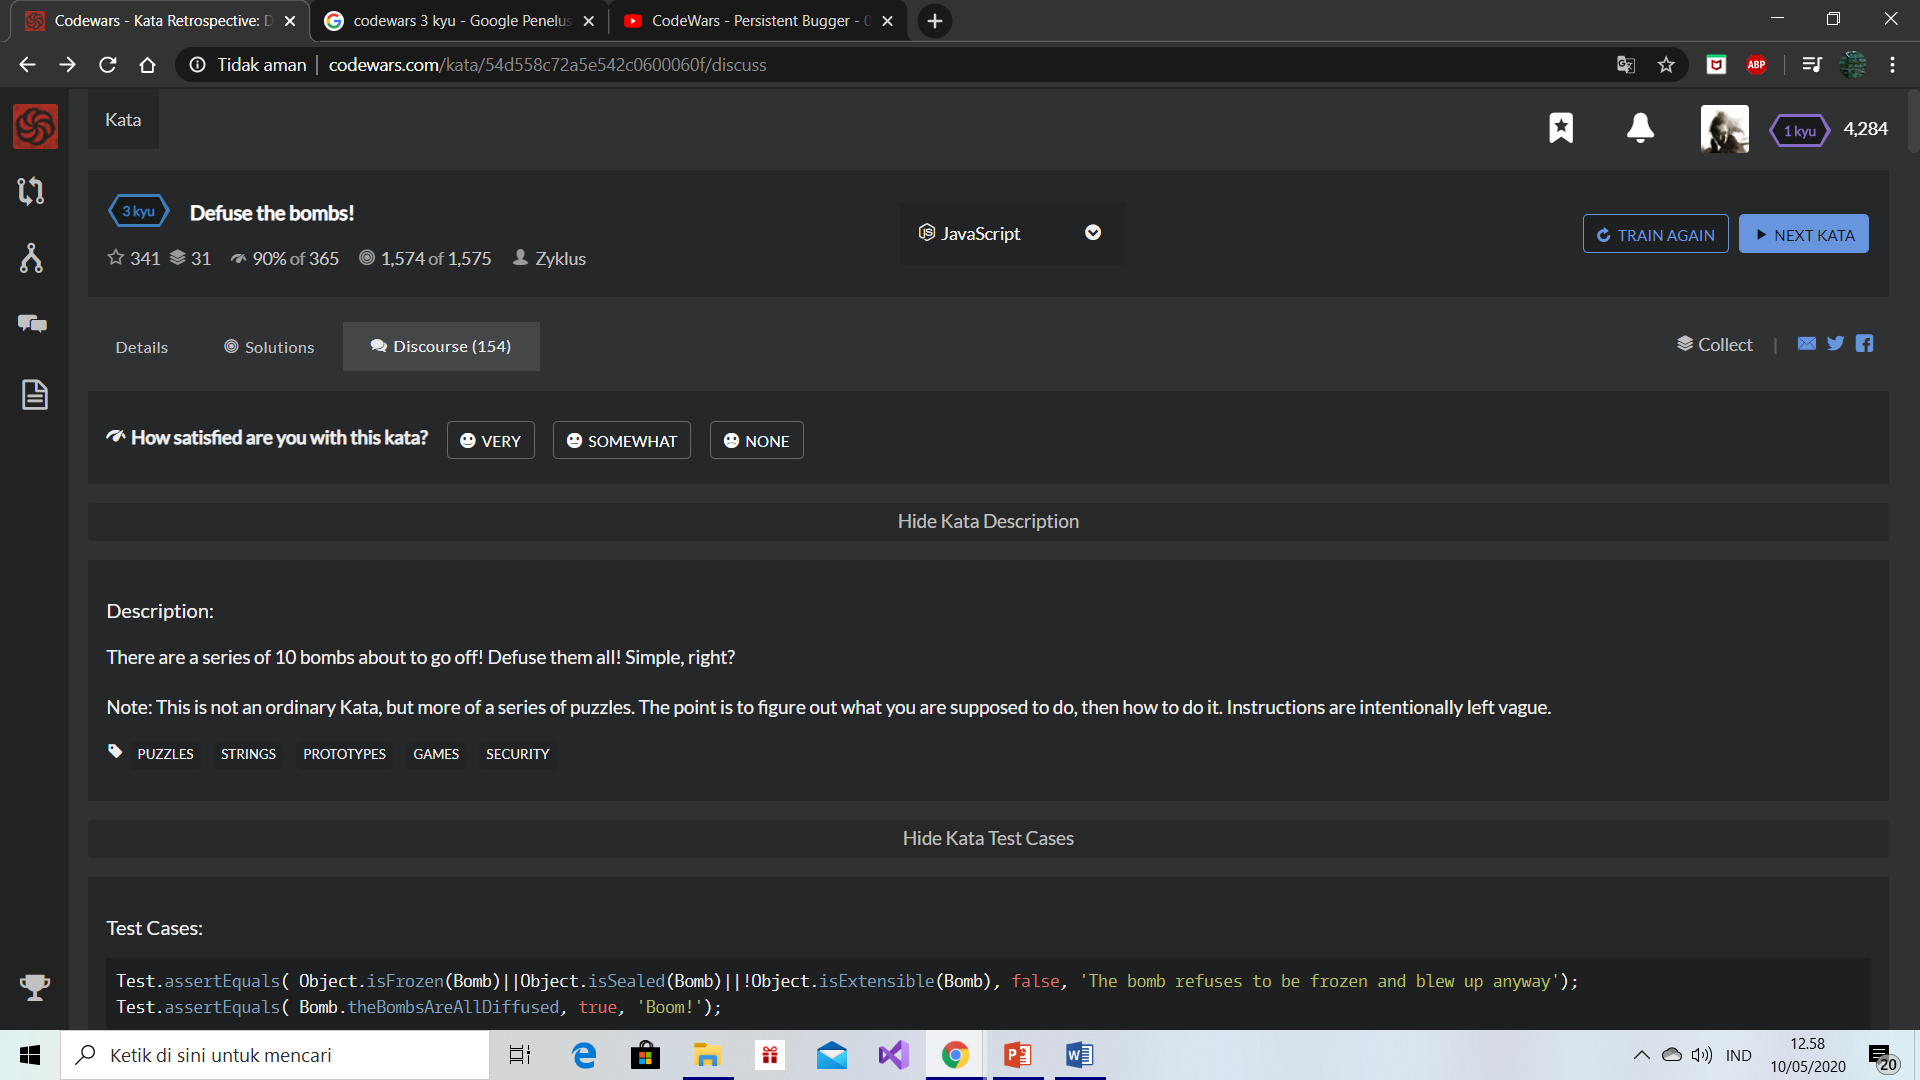 Codewars - Kata Retrospective: D
codewars 3 kyu - Google Penelus
CodeWars - Persistent Bugger - 0
Tidak aman | codewars.com/kata/54d558c72a5e542c0600060f/discuss
ABP
Kata
1 kyu 4,284
3 kyu Defuse the bombs!
341 31 90% of 365 1,574 of 1,575 Zyklus
JavaScript
TRAIN AGAIN
NEXT KATA
Details
Solutions
Discourse (154)
Collect |
How satisfied are you with this kata? VERY SOMEWHAT NONE
Hide Kata Description
Description:
There are a series of 10 bombs about to go off! Defuse them all! Simple, right?
Note: This is not an ordinary Kata, but more of a series of puzzles. The point is to figure out what you are supposed to do, then how to do it. Instructions are intentionally left vague.
PUZZLES STRINGS PROTOTYPES GAMES SECURITY
Hide Kata Test Cases
Test Cases:
Test.assertEquals( Object.isFrozen(Bomb)||Object.isSealed(Bomb)||!Object.isExtensible(Bomb), false, 'The bomb refuses to be frozen and blew up anyway');
Test.assertEquals( Bomb.theBombsAreAllDiffused, true, 'Boom!');
Ketik di sini untuk mencari
IND
12.58
10/05/2020
20